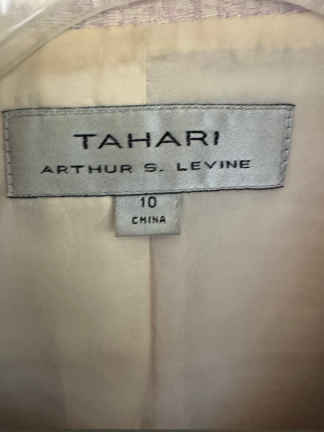 TAHARI
ARTHUR S. LEVINE
10
CHINA